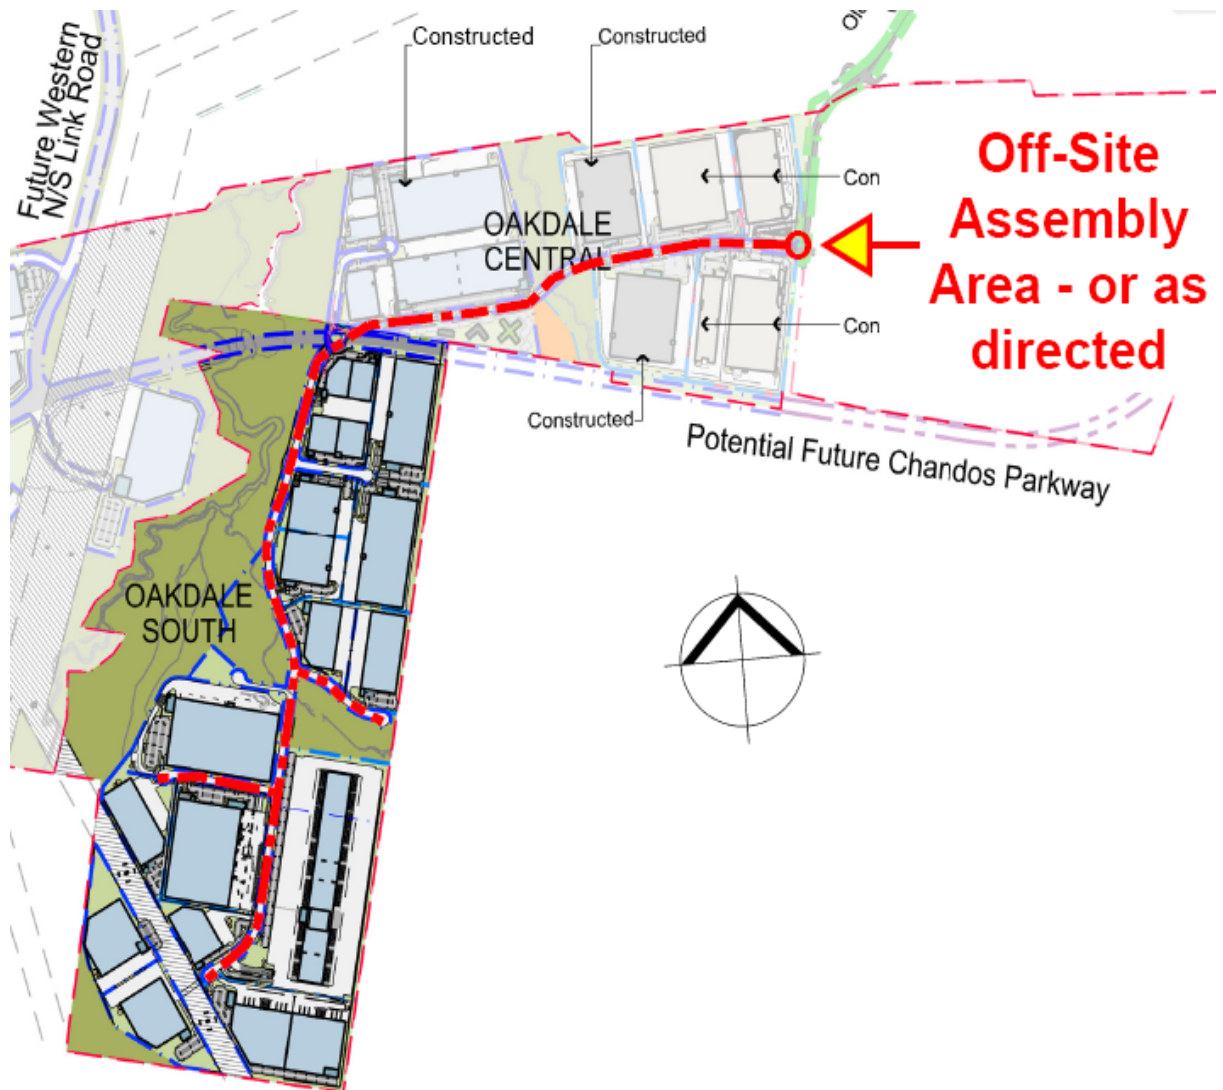 Future Western
N/S Link Road
Constructed
Constructed
Off-Site
Assembly
Area - or as
directed
Con
OAKDALE
CENTRAL
Con
Constructed
Potential Future Chandos Parkway
OAKDALE
SOUTH